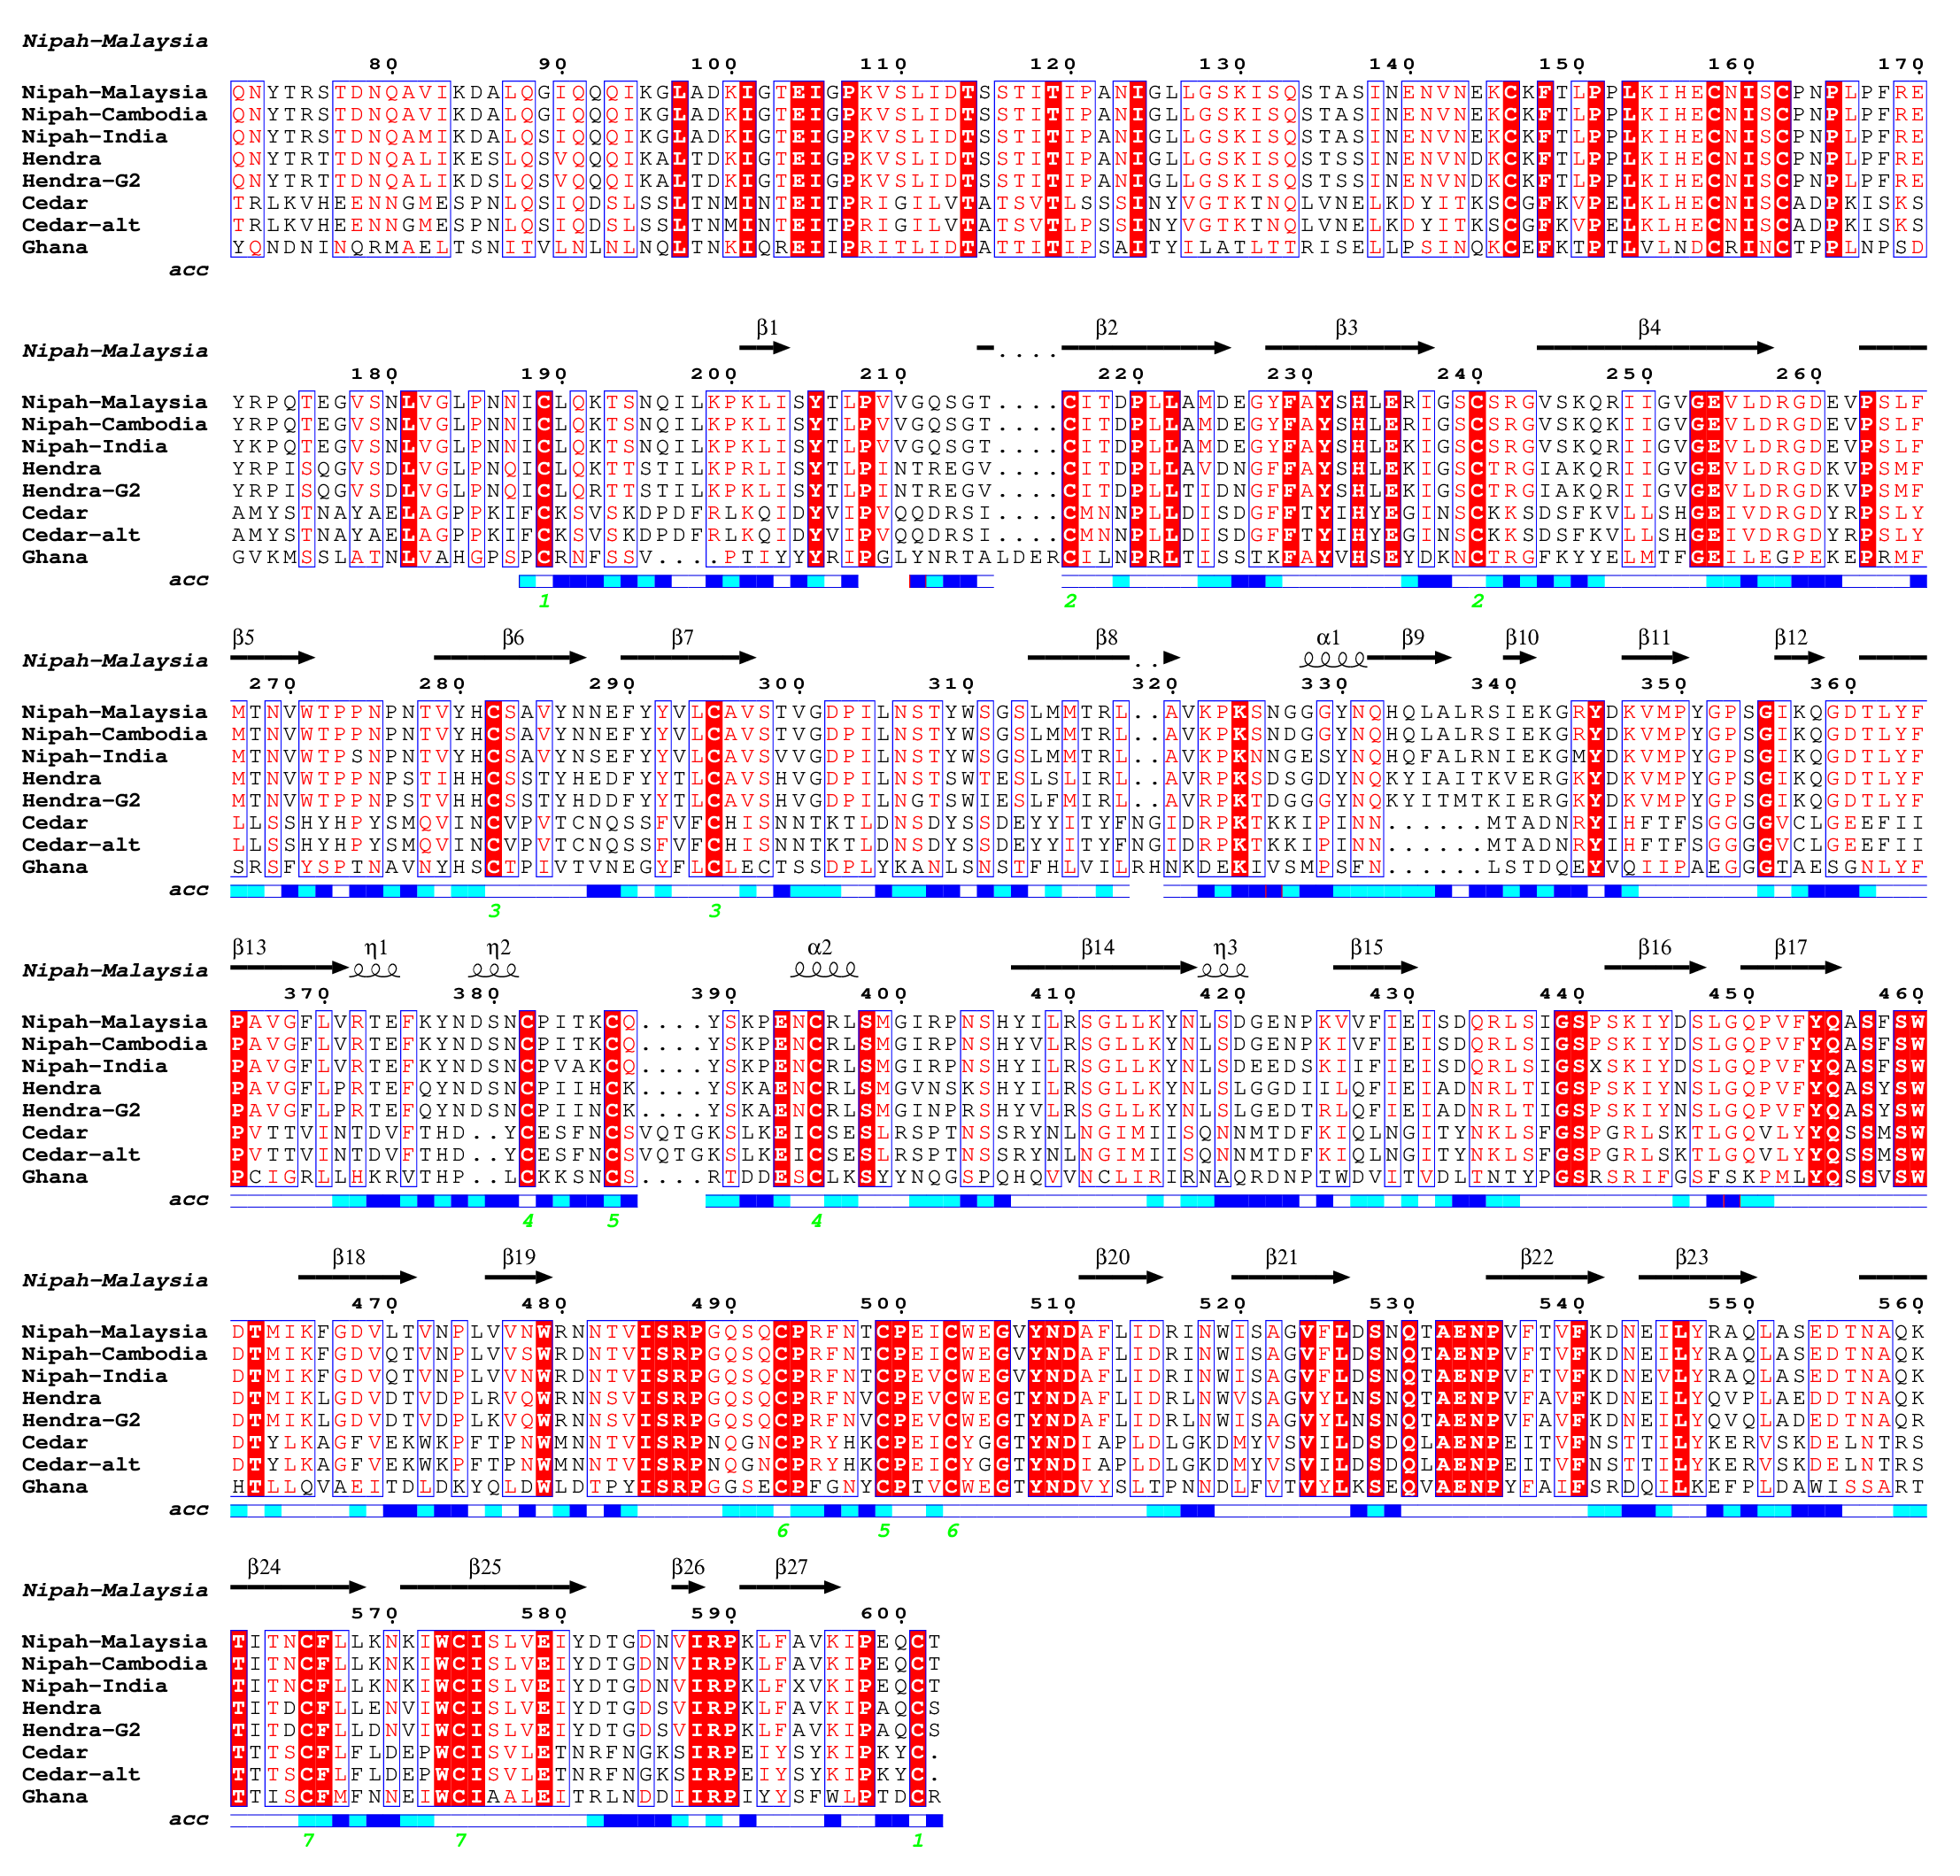 Nipah−Malaysia
80 90 100 110 120 130 140 150 160 170
Nipah−Malaysia QNYTRSTDNQAVIKDALQGIQQQIKGLADKIGTEIGPKVSLIDTSSTITIPANIGLLGSKISQSTASINENVNEKCKFTLPPLKIHECNISCPNPLPFRE
Nipah−Cambodia QNYTRSTDNQAVIKDALQGIQQQIKGLADKIGTEIGPKVSLIDTSSTITIPANIGLLGSKISQSTASINENVNEKCKFTLPPLKIHECNISCPNPLPFRE
Nipah−India QNYTRSTDNQAMIKDALQGIQQQIKGLADKIGTEIGPKVSLIDTSSTITIPANIGLLGSKISQSTASINENVNEKCKFTLPPLKIHECNISCPNPLPFRE
Hendra QNYTRTTDNQALIKESLQSVQQQIKALTDKIGTEIGPKVSLIDTSSTITIPANIGLLGSKISQSTSSINENVNDKCKFTLPPLKIHECNISCPNPLPFRE
Hendra−G2 QNYTRTTDNQALIKDSLQSVQQQIKALTDKIGTEIGPKVSLIDTSSTITIPANIGLLGSKISQSTSSINENVNDKCKFTLPPLKIHECNISCPNPLPFRE
Cedar TRLKVHEENNGMESPNLQSIQDSLSSLTNMINTEITPRIGILVTATSVTLSSSINYVGTKTNQLVNELKDYITKSCGFKVPELKLHECNISCADPKISKS
Cedar−alt TRLKVHEENNGMESPNLQSIQDSLSSLTNMINTEITPRIGILVTATSVTLPSSINYVGTKTNQLVNELKDYITKSCGFKVPELKLHECNISCADPKISKS
Ghana YQNDNINQRMAELTSNITVLNLNLNQLTNKIQREIIPRITLIDTATTITIPSAITYILATLTTRISELLPSINQKCEFKTPTLVLNDCRINCTPPLNPSD
acc
β1 β2 β3 β4
Nipah−Malaysia ....
180 190 200 210 220 230 240 250 260
Nipah−Malaysia YRPQTEGVSNLVGLPNNICLQKTSNQILKPKLISYTLPVVGQSGT....CITDPLLAMDEGYFAYSHLERIGSCSRGVSKQRIIGVGEVLDRGDEVPSLF
Nipah−Cambodia YRPQTEGVSNLVGLPNNICLQKTSNQILKPKLISYTLPVVGQSGT....CITDPLLAMDEGYFAYSHLERIGSCSRGVSKQKIIGVGEVLDRGDEVPSLF
Nipah−India YKPQTEGVSNLVGLPNNICLQKTSNQILKPKLISYTLPVVGQSGT....CITDPLLAMDEGYFAYSHLERIGSCSRGVSKQRIIGVGEVLDRGDEVPSLF
Hendra YRPISQGVSDLVGLPNQICLQKTTSTILKPRLISYTLPINTREGV....CITDPLLAVDNGFFAYSHLEKIGSCTRGIAKQRIIGVGEVLDRGDKVPSMF
Hendra−G2 YRPISQGVSDLVGLPNQICLQRTTSTILKPKLISYTLPINTREGV....CITDPLLTIDNGFFAYSHLEKIGSCTRGIAKQRIIGVGEVLDRGDKVPSMF
Cedar AMYSTNAYAELAGPPKIFCKSVSKDPDFRLKQIDYVIPVQQDRSI....CMNNPLLDISDGFFTYIHYEGINSCKKSDSFKVLLSHGEIVDRGDYRPSLY
Cedar−alt AMYSTNAYAELAGPPKIFCKSVSKDPDFRLKQIDYVIPVQQDRSI....CMNNPLLDISDGFFTYIHYEGINSCKKSDSFKVLLSHGEIVDRGDYRPSLY
Ghana GVKMSSLATNLVAHGPSPCRNFSSV....PTIYYYRIPGLYNRTALDERCILNPRLTISSTKFAYVHSEYDKNCTRGFKYYELMTFGEILEGPEKEPRMF
acc
1 2 2
β5 β6 β7 β8 α1 β9 β10 β11 β12
Nipah−Malaysia ..
270 280 290 300 310 320 330 340 350 360
Nipah−Malaysia MTNVWTPPNPNTVYHCSAVYNNEFYYVLCAVSTVGDPILNSTYWSGSLMMTRL..AVKPKSNGGGYNQHQLALRSIEKGRYDKVMPYGPSGIKQGDTLYF
Nipah−Cambodia MTNVWTPPNPNTVYHCSAVYNNEFYYVLCAVSTVGDPILNSTYWSGSLMMTRL..AVKPKSNDGGYNQHQLALRSIEKGRYDKVMPYGPSGIKQGDTLYF
Nipah−India MTNVWTPSNPNTVYHCSAVYNSEFYYVLCAVSVVGDPILNSTYWSGSLMMTRL..AVKPKNNGESYNQHQFALRNIEKGMYDKVMPYGPSGIKQGDTLYF
Hendra MTNVWTPPNPSTIHHCSSTYHEDFYYTLCAVSHVGDPILNSTSWTESLSLIRL..AVRPKSDSGDYNQKYIAITKVERGKYDKVMPYGPSGIKQGDTLYF
Hendra−G2 MTNVWTPPNPSTVHHCSSTYHDDFYYTLCAVSHVGDPILNGTSWIESLFMIRL..AVRPKTDGGGYNQKYITMTKIERGKYDKVMPYGPSGIKQGDTLYF
Cedar LLSSHYHPYSMQVINCVPVTCNQSSFVFCHISNNTKTLDNSDYSSDEYYITYFNGIDRPKTKKIPINN......MTADNRYIHFTFSGGGGVCLGEEFII
Cedar−alt LLSSHYHPYSMQVINCVPVTCNQSSFVFCHISNNTKTLDNSDYSSDEYYITYFNGIDRPKTKKIPINN......MTADNRYIHFTFSGGGGVCLGEEFII
Ghana SRSFYSPTNAVNYHSCTPIVTVNEGYFLCLECTSSDPLYKANLSNSTFHLVILRHNKDEKIVSMPSFN......LSTDQEYVQIIPAEGGGTAESGNLYF
acc
3 3
β13 η1 η2 α2 β14 η3 β15 β16 β17
Nipah−Malaysia
370 380 390 400 410 420 430 440 450 460
Nipah−Malaysia PAVGFLVRTEFKYNDSNCPITKCQ....YSKPENCRLSMGIRPNSHYILRSGLLKYNLSDGENPKVVFIEISDQRLSIGSPSKIYDSLGQPVFYQASFSW
Nipah−Cambodia PAVGFLVRTEFKYNDSNCPITKCQ....YSKPENCRLSMGIRPNSHYVLRSGLLKYNLSDGENPKIVFIEISDQRLSIGSPSKIYDSLGQPVFYQASFSW
Nipah−India PAVGFLVRTEFKYNDSNCPVAKCQ....YSKPENCRLSMGIRPNSHYILRSGLLKYNLSDEEDSKIIFIEISDQRLSIGSXSKIYDSLGQPVFYQASFSW
Hendra PAVGFLPRTEFQYNDSNCPIIHCK....YSKAENCRLSMGVNSKSHYILRSGLLKYNLSLGGDIILQFIEIADNRLTIGSPSKIYNSLGQPVFYQASYSW
Hendra−G2 PAVGFLPRTEFQYNDSNCPIINCK....YSKAENCRLSMGINPRSHYVLRSGLLKYNLSLGEDTRLQFIEIADNRLTIGSPSKIYNSLGQPVFYQASYSW
Cedar PVTTVINTDVFTHD..YCESFNCSVQTGKSLKEICSESLRSPTNSSRYNLNGIMIISQNNMTDFKIQLNGITYNKLSFGSPGRLSKTLGQVLYYQSSMSW
Cedar−alt PVTTVINTDVFTHD..YCESFNCSVQTGKSLKEICSESLRSPTNSSRYNLNGIMIISQNNMTDFKIQLNGITYNKLSFGSPGRLSKTLGQVLYYQSSMSW
Ghana PCIGRLLHKRVTHP..LCKKSNCS....RTDDESCLKSYYNQGSPQHQVVNCLIRIRNAQRDNPTWDVITVDLTNTYPGSRSRIFGSFSKPMLYQSSVSW
acc
4 5 4
β18 β19 β20 β21 β22 β23
Nipah−Malaysia
470 480 490 500 510 520 530 540 550 560
Nipah−Malaysia DTMIKFGDVLTVNPLVVNWRNNTVISRPGQSQCPRFNTCPEICWEGVYNDAFLIDRINWISAGVFLDSNQTAENPVFTVFKDNEILYRAQLASEDTNAQK
Nipah−Cambodia DTMIKFGDVQTVNPLVVSWRDNTVISRPGQSQCPRFNTCPEICWEGVYNDAFLIDRINWISAGVFLDSNQTAENPVFTVFKDNEILYRAQLASEDTNAQK
Nipah−India DTMIKFGDVQTVNPLVVNWRDNTVISRPGQSQCPRFNTCPEVCWEGVYNDAFLIDRINWISAGVFLDSNQTAENPVFTVFKDNEVLYRAQLASEDTNAQK
Hendra DTMIKLGDVDTVDPLRVQWRNNSVISRPGQSQCPRFNVCPEVCWEGTYNDAFLIDRLNWVSAGVYLNSNQTAENPVFAVFKDNEILYQVPLAEDDTNAQK
Hendra−G2 DTMIKLGDVDTVDPLKVQWRNNSVISRPGQSQCPRFNVCPEVCWEGTYNDAFLIDRLNWISAGVYLNSNQTAENPVFAVFKDNEILYQVQLADEDTNAQR
Cedar DTYLKAGFVEKWKPFTPNWMNNTVISRPNQGNCPRYHKCPEICYGGTYNDIAPLDLGKDMYVSVILDSDQLAENPEITVFNSTTILYKERVSKDELNTRS
Cedar−alt DTYLKAGFVEKWKPFTPNWMNNTVISRPNQGNCPRYHKCPEICYGGTYNDIAPLDLGKDMYVSVILDSDQLAENPEITVFNSTTILYKERVSKDELNTRS
Ghana HTLLQVAEITDLDKYQLDWLDTPYISRPGGSECPFGNYCPTVCWEGTYNDVYSLTPNNDLFVTVYLKSEQVAENPYFAIFSRDQILKEFPLDAWISSART
acc
6 5 6
β24 β25 β26 β27
Nipah−Malaysia
570 580 590 600
Nipah−Malaysia TITNCFLLKNKIWCISLVEIYDTGDNVIRPKLFAVKIPEQCT
Nipah−Cambodia TITNCFLLKNKIWCISLVEIYDTGDNVIRPKLFAVKIPEQCT
Nipah−India TITNCFLLKNKIWCISLVEIYDTGDNVIRPKLFXVKIPEQCT
Hendra TITDCFLLENVIWCISLVEIYDTGDSVIRPKLFAVKIPAQCS
Hendra−G2 TITDCFLLDNVIWCISLVEIYDTGDSVIRPKLFAVKIPAQCS
Cedar TTTSCFLFLDEPWCISVLETNRFNGKSIRPEIYSYKIPKYC.
Cedar−alt TTTSCFLFLDEPWCISVLETNRFNGKSIRPEIYSYKIPKYC.
Ghana TTISCFMFNNEIWCIAALEITRLNDDIIRPIYYSFWLPTDCR
acc
7 7 1